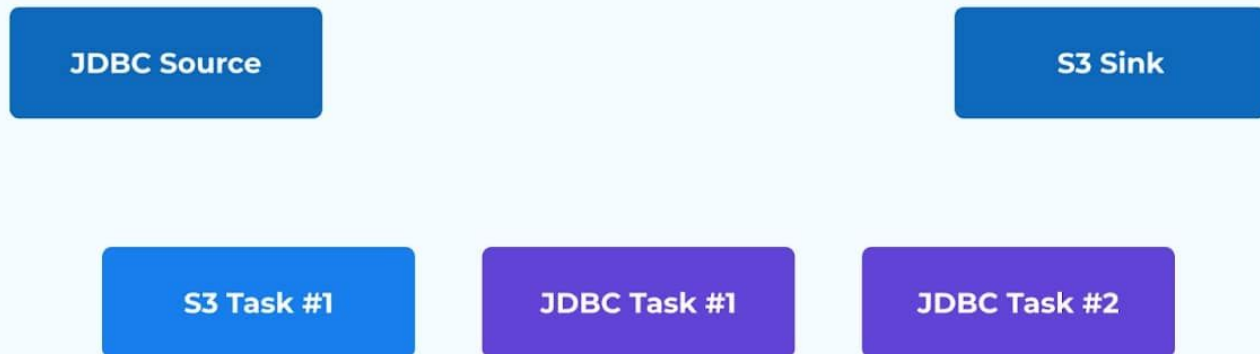 JDBC Source
S3 Sink
S3 Task #1
JDBC Task #1
JDBC Task #2